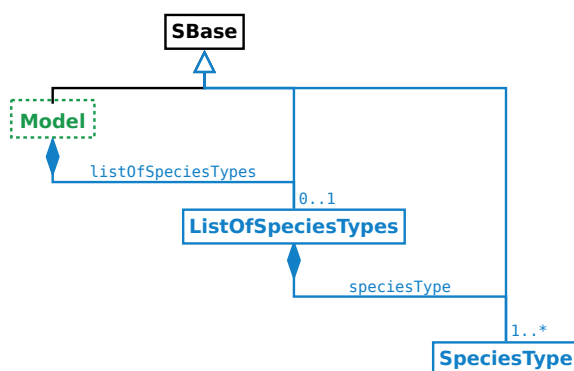 SBase
Model
listOfSpeciesTypes
0..1
ListOfSpeciesTypes
speciesType
1..*
SpeciesType